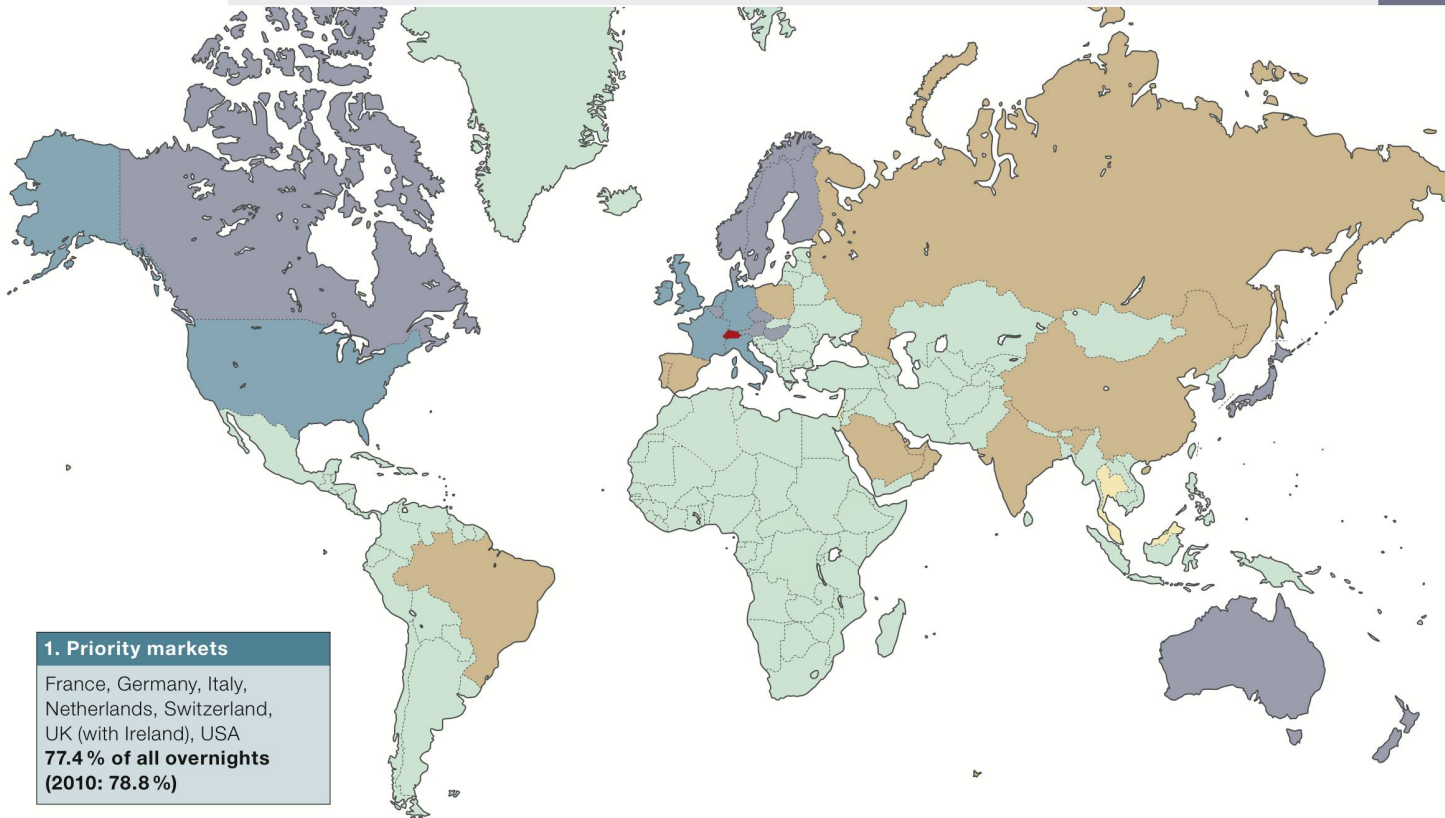 1. Priority markets
France, Germany, Italy,
Netherlands, Switzerland,
UK (with Ireland), USA
77.4 % of all overnights
(2010: 78.8 %)